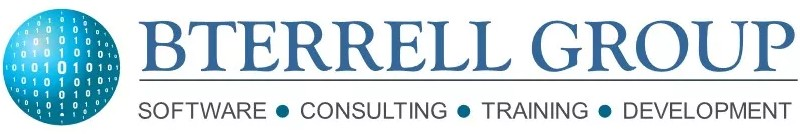 BTERRELL GROUP
SOFTWARE ● CONSULTING ● TRAINING ● DEVELOPMENT